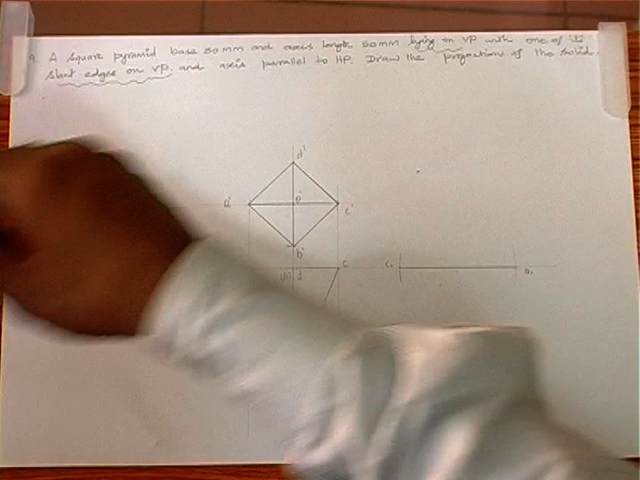 9. A Square pyramid base 30mm and axis length 50mm lying on VP with one of its
slant edges on VP. and axis parallel to HP. Draw the projections of the solid.
d'
a' o' c'
b'
(b) d c c₁ o₁